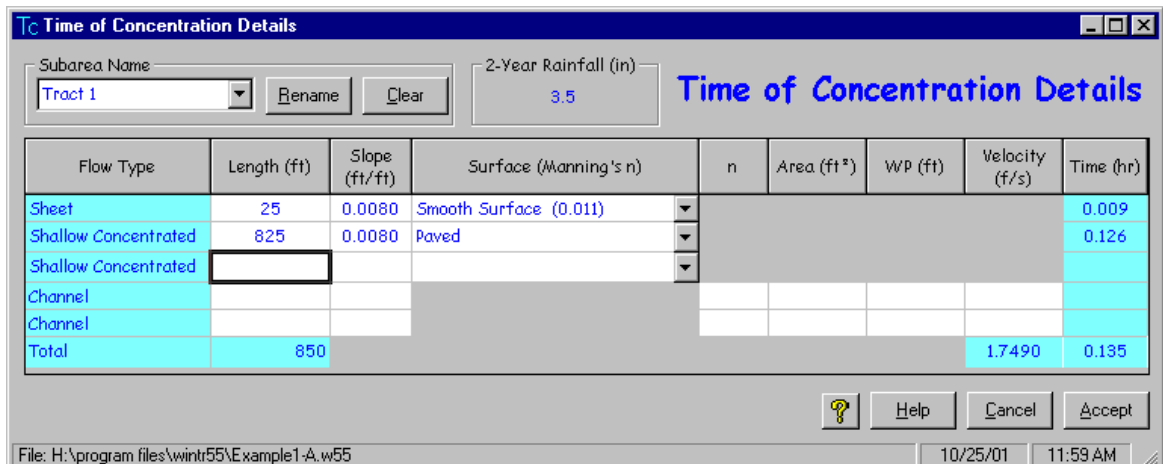 Tc Time of Concentration Details
Subarea Name
Tract 1
Rename
Clear
2-Year Rainfall (in)
3.5
Time of Concentration Details
Flow Type Length (ft) Slope (ft/ft) Surface (Manning's n) n Area (ft²) WP (ft) Velocity (f/s) Time (hr)
Sheet 25 0.0080 Smooth Surface (0.011) 0.009
Shallow Concentrated 825 0.0080 Paved 0.126
Shallow Concentrated
Channel
Channel
Total 850 1.7490 0.135
? Help Cancel Accept
File: H:\program files\wintr55\Example1-A.w55 10/25/01 11:59 AM